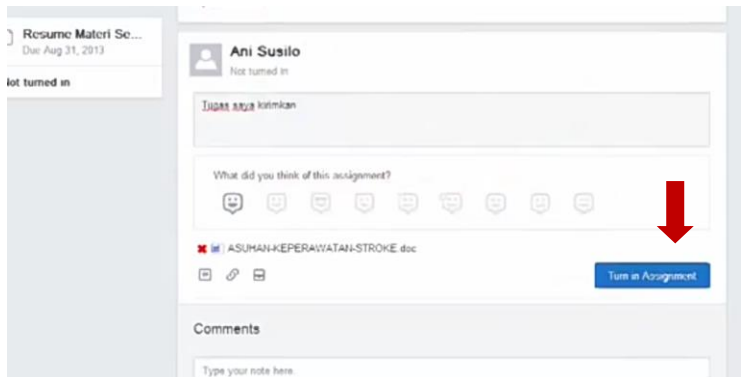 Resume Materi Se...
Due Aug 31, 2013
Not turned in
Ani Susilo
Not turned in
Tugas saya kirimkan
What did you think of this assignment?
ASUHAN-KEPERAWATAN-STROKE.doc
Turn in Assignment
Comments
Type your note here.